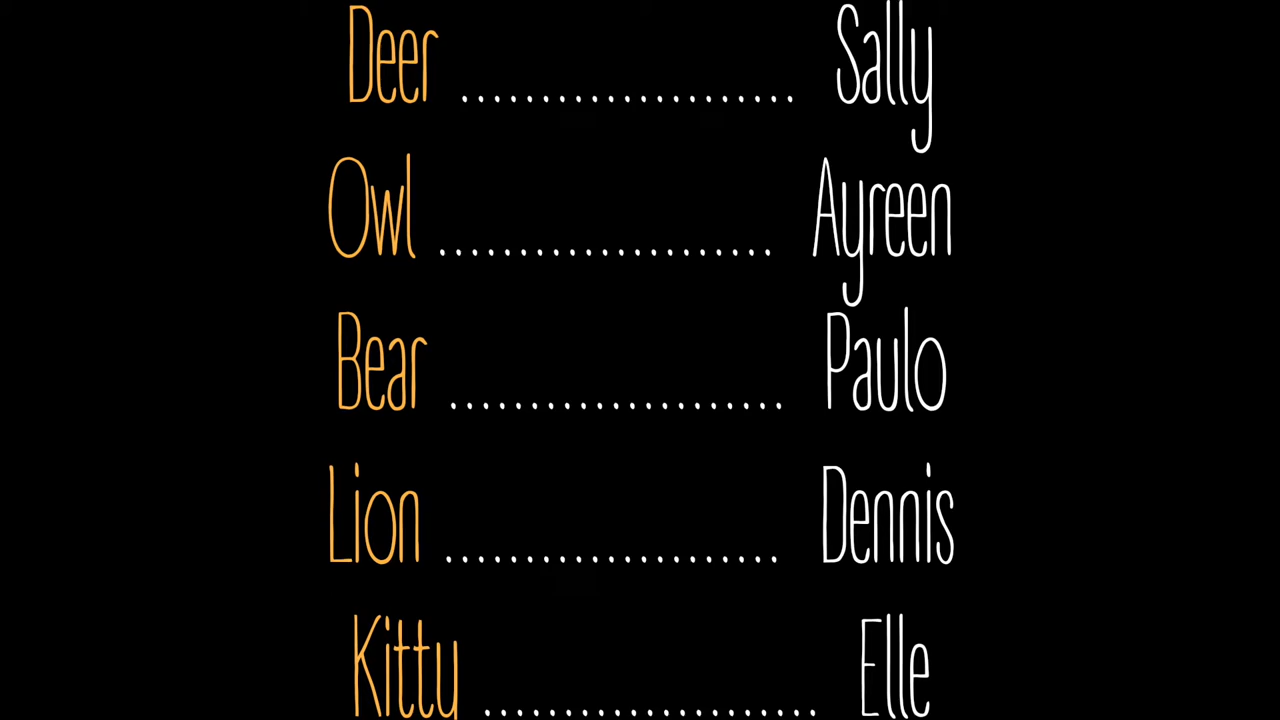 Deer ..................... Sally
Owl ..................... Ayreen
Bear ..................... Paulo
Lion ..................... Dennis
Kitty ..................... Elle